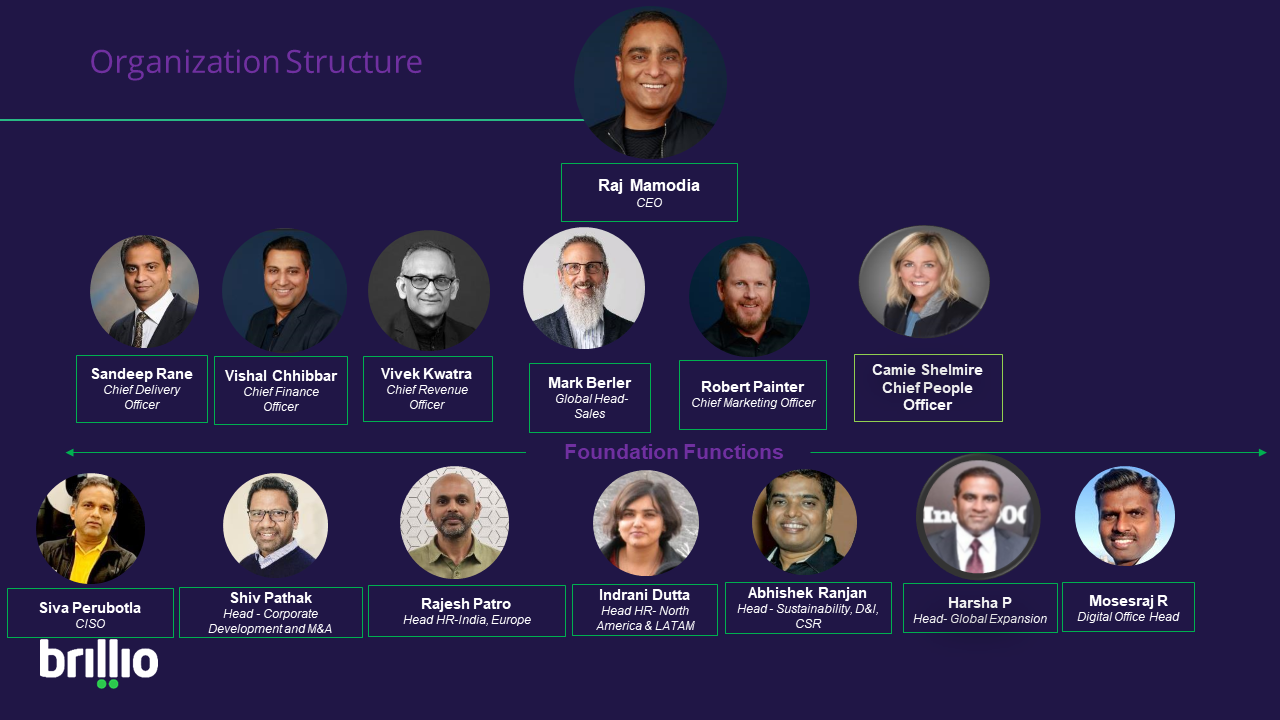 Organization Structure
Raj Mamodia
CEO
Sandeep Rane
Chief Delivery
Officer
Vishal Chhibbar
Chief Finance
Officer
Vivek Kwatra
Chief Revenue
Officer
Mark Berler
Global Head-
Sales
Robert Painter
Chief Marketing Officer
Camie Shelmire
Chief People
Officer
Foundation Functions
Siva Perubotla
CISO
Shiv Pathak
Head - Corporate
Development and M&A
Rajesh Patro
Head HR-India, Europe
Indrani Dutta
Head HR- North
America & LATAM
Abhishek Ranjan
Head - Sustainability, D&I,
CSR
Harsha P
Head- Global Expansion
Mosesraj R
Digital Office Head
brillio